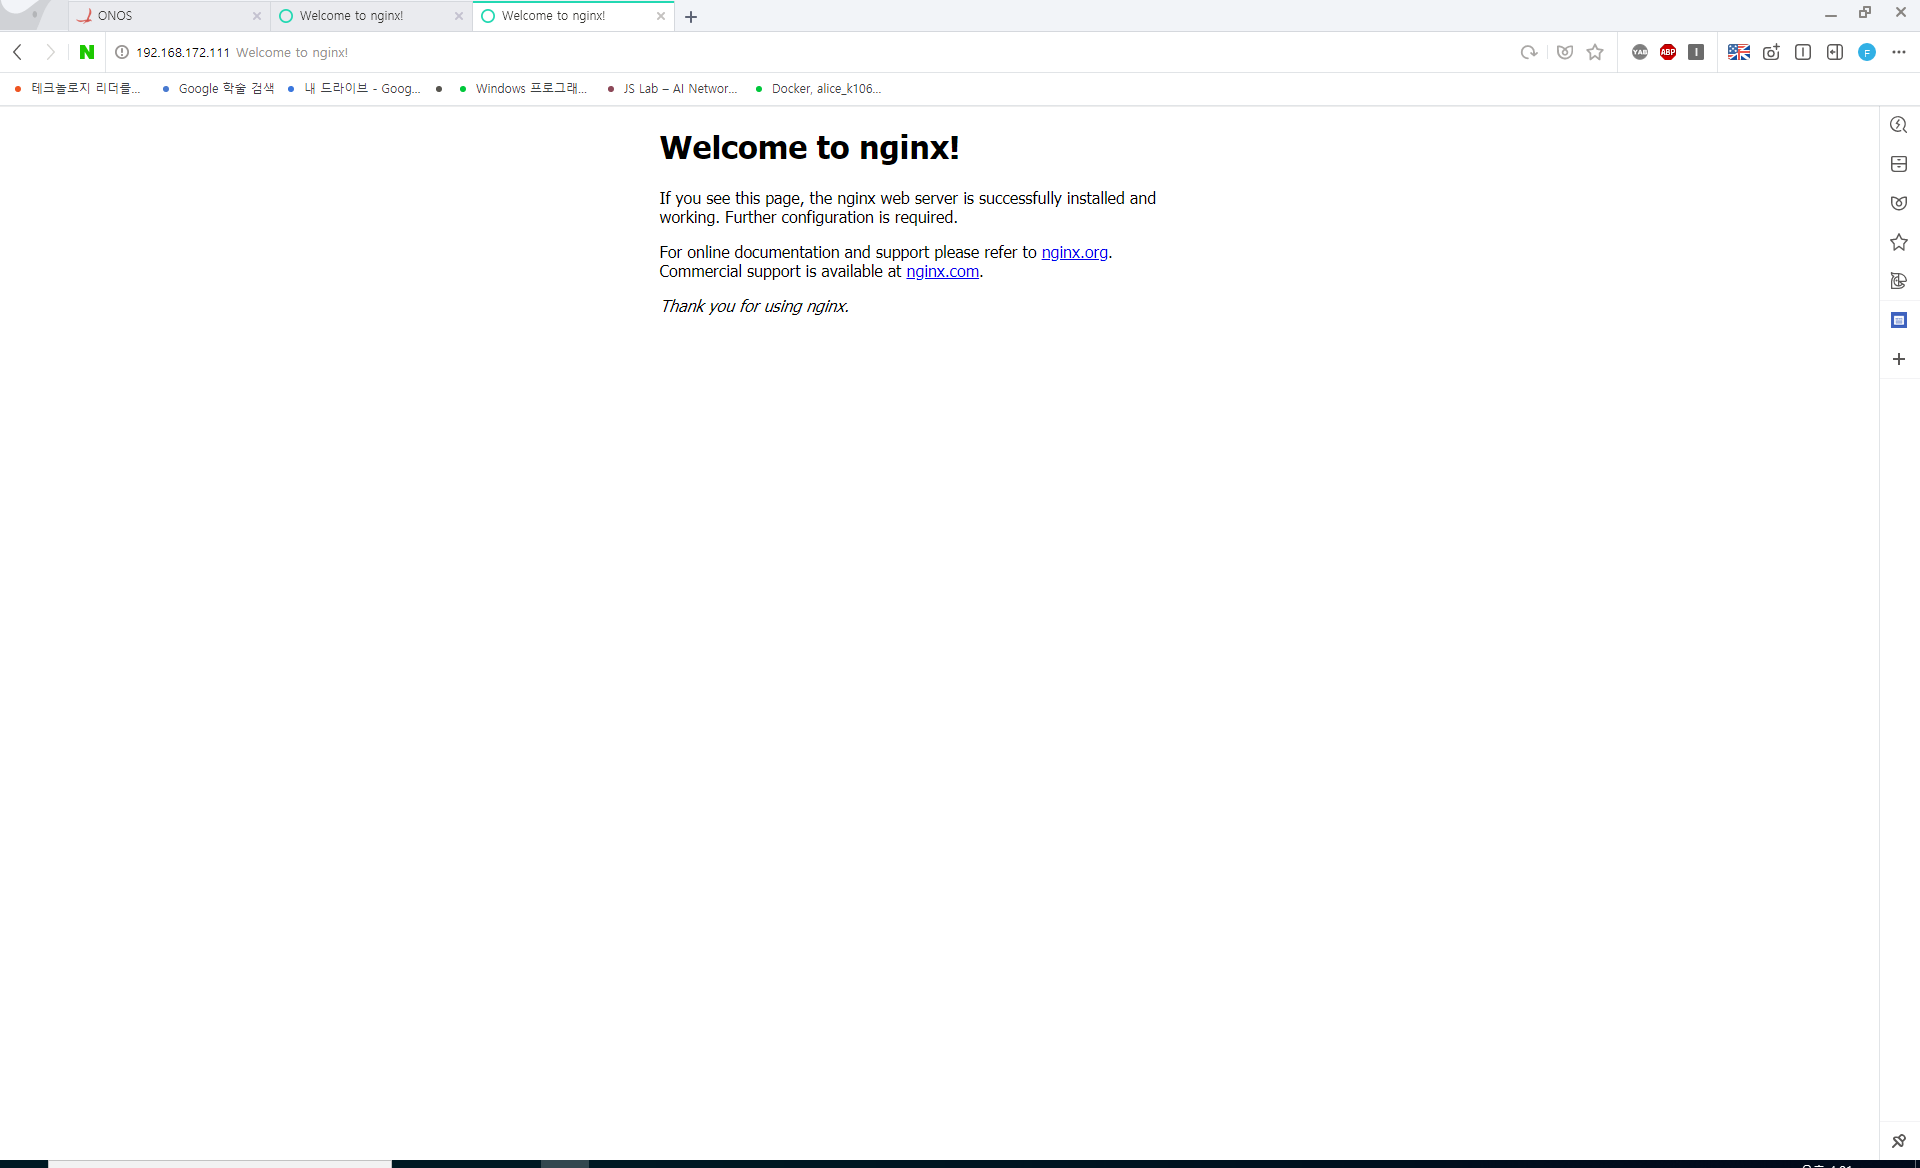 ONOS
Welcome to nginx!
Welcome to nginx!
N
192.168.172.111 Welcome to nginx!
YAB
ABP
F
테크놀로지 리더를...
Google 학술 검색
내 드라이브 - Goog...
Windows 프로그래...
JS Lab – AI Networ...
Docker, alice_k106...
Welcome to nginx!
If you see this page, the nginx web server is successfully installed and
working. Further configuration is required.
For online documentation and support please refer to nginx.org.
Commercial support is available at nginx.com.
Thank you for using nginx.